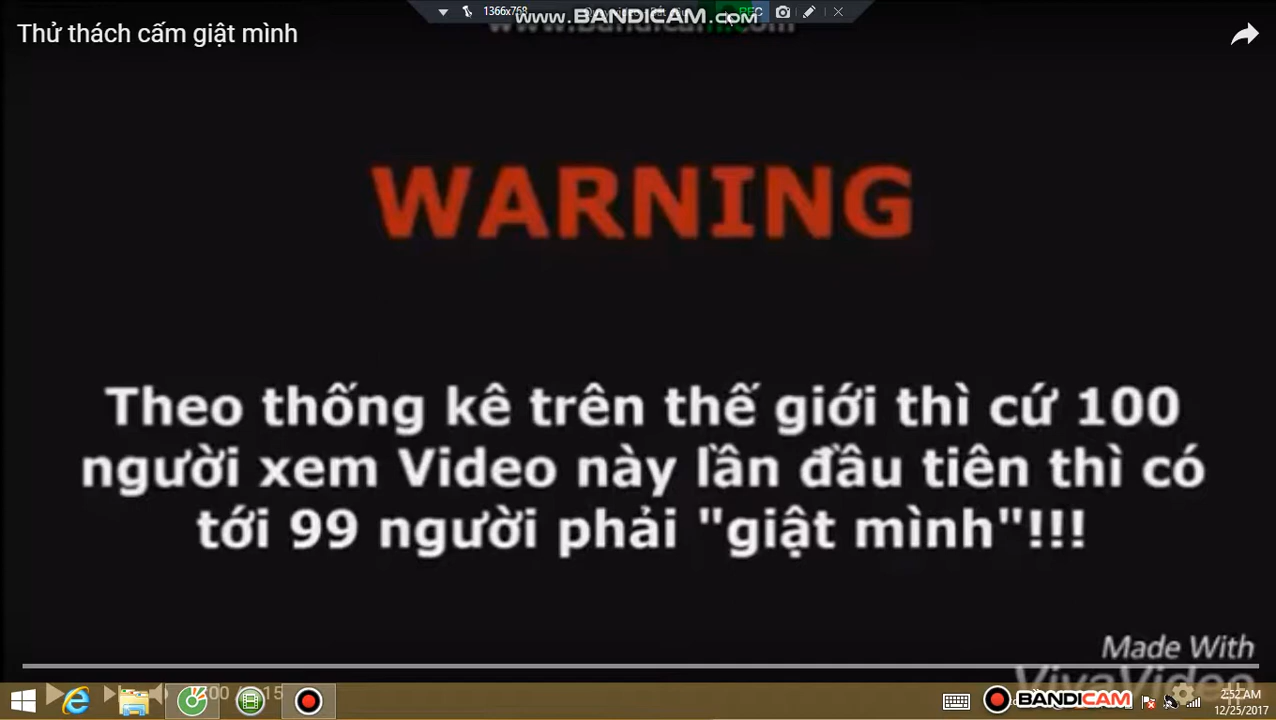 1366x768
www.BANDICAM.com
REC
Thử thách cấm giật mình
WARNING
Theo thống kê trên thế giới thì cứ 100
người xem Video này lần đầu tiên thì có
tới 99 người phải "giật mình"!!!
Made With
VivaVideo
BANDICAM
2:52 AM
12/25/2017